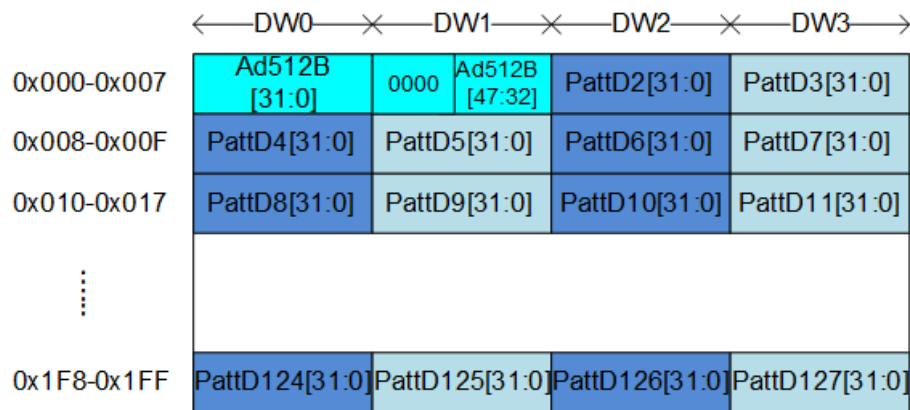 DW0 DW1 DW2 DW3
0x000-0x007 Ad512B [31:0] 0000 Ad512B [47:32] PattD2[31:0] PattD3[31:0]
0x008-0x00F PattD4[31:0] PattD5[31:0] PattD6[31:0] PattD7[31:0]
0x010-0x017 PattD8[31:0] PattD9[31:0] PattD10[31:0] PattD11[31:0]
0x1F8-0x1FF PattD124[31:0] PattD125[31:0] PattD126[31:0] PattD127[31:0]